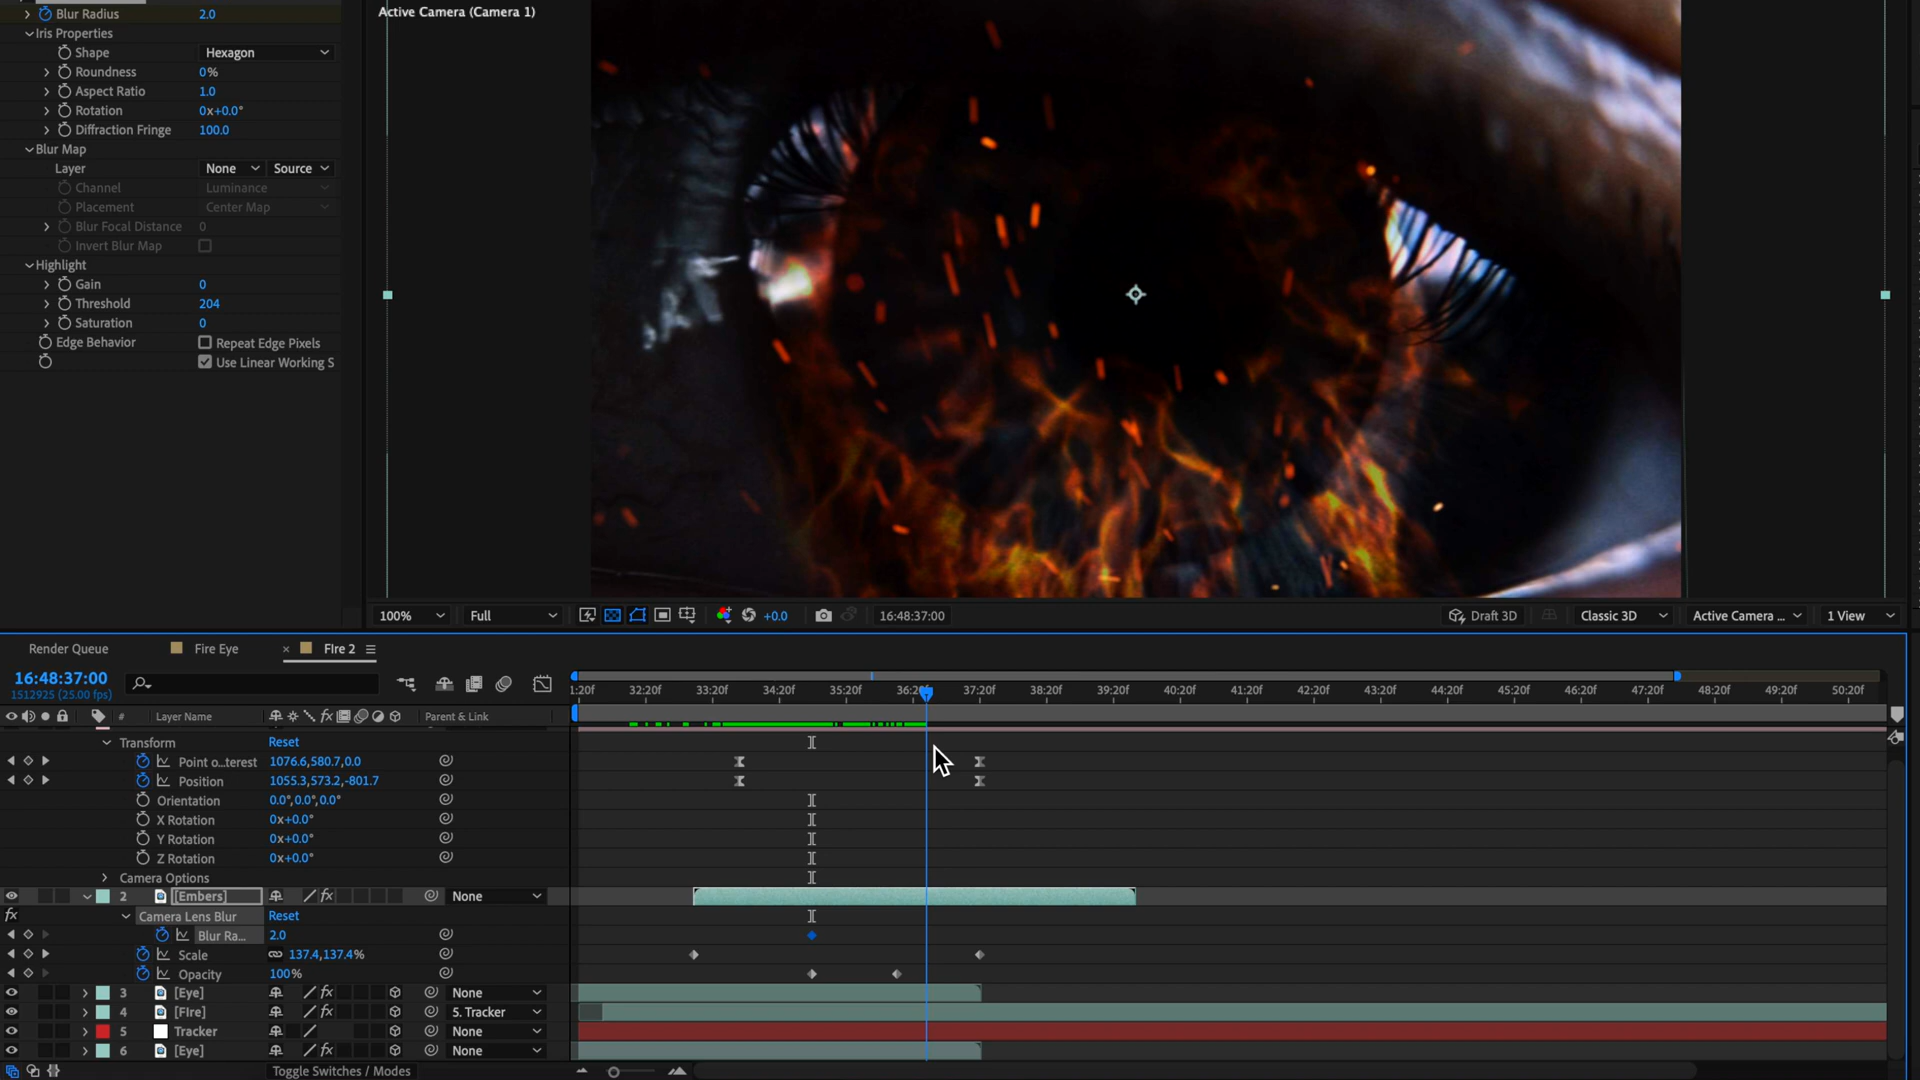 Blur Radius 2.0
Iris Properties
Shape Hexagon
Roundness 0%
Aspect Ratio 1.0
Rotation 0x+0.0°
Diffraction Fringe 100.0
Blur Map
Layer None Source
Channel Luminance
Placement Center Map
Blur Focal Distance 0
Invert Blur Map
Highlight
Gain 0
Threshold 204
Saturation 0
Edge Behavior Repeat Edge Pixels
Use Linear Working S
Active Camera (Camera 1)
100% Full +0.0 16:48:37:00 Draft 3D Classic 3D Active Camera ... 1 View
Render Queue Fire Eye × FIre 2
16:48:37:00
1512925 (25.00 fps)
1:20f 32:20f 33:20f 34:20f 35:20f 36:20f 37:20f 38:20f 39:20f 40:20f 41:20f 42:20f 43:20f 44:20f 45:20f 46:20f 47:20f 48:20f 49:20f 50:20f
# Layer Name fx Parent & Link
Transform Reset
Point o...terest 1076.6,580.7,0.0
Position 1055.3,573.2,-801.7
Orientation 0.0°,0.0°,0.0°
X Rotation 0x+0.0°
Y Rotation 0x+0.0°
Z Rotation 0x+0.0°
Camera Options
2 [Embers] fx None
fx Camera Lens Blur Reset
Blur Ra... 2.0
Scale 137.4,137.4%
Opacity 100%
3 [Eye] fx None
4 [FIre] fx 5. Tracker
5 Tracker None
6 [Eye] fx None
Toggle Switches / Modes